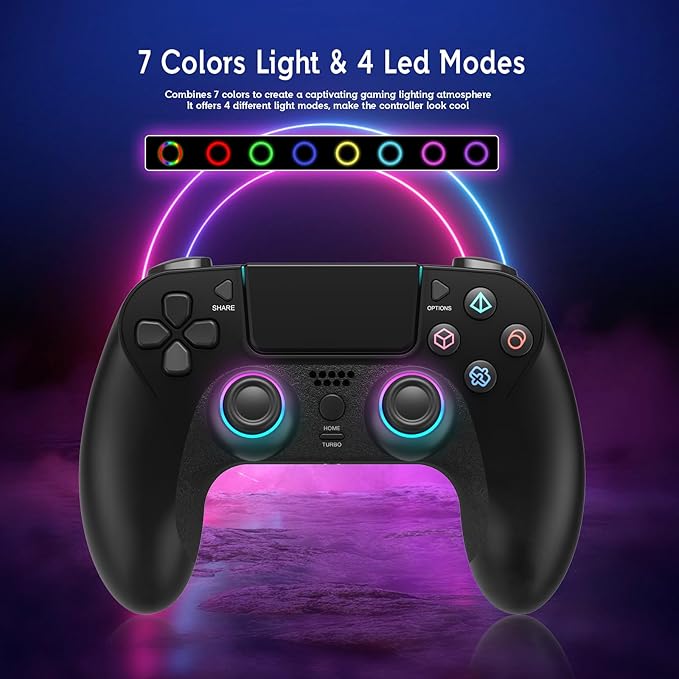 7 Colors Light & 4 Led Modes
Combines 7 colors to create a captivating gaming lighting atmosphere
It offers 4 different light modes, make the controller look cool
SHARE
OPTIONS
HOME
TURBO